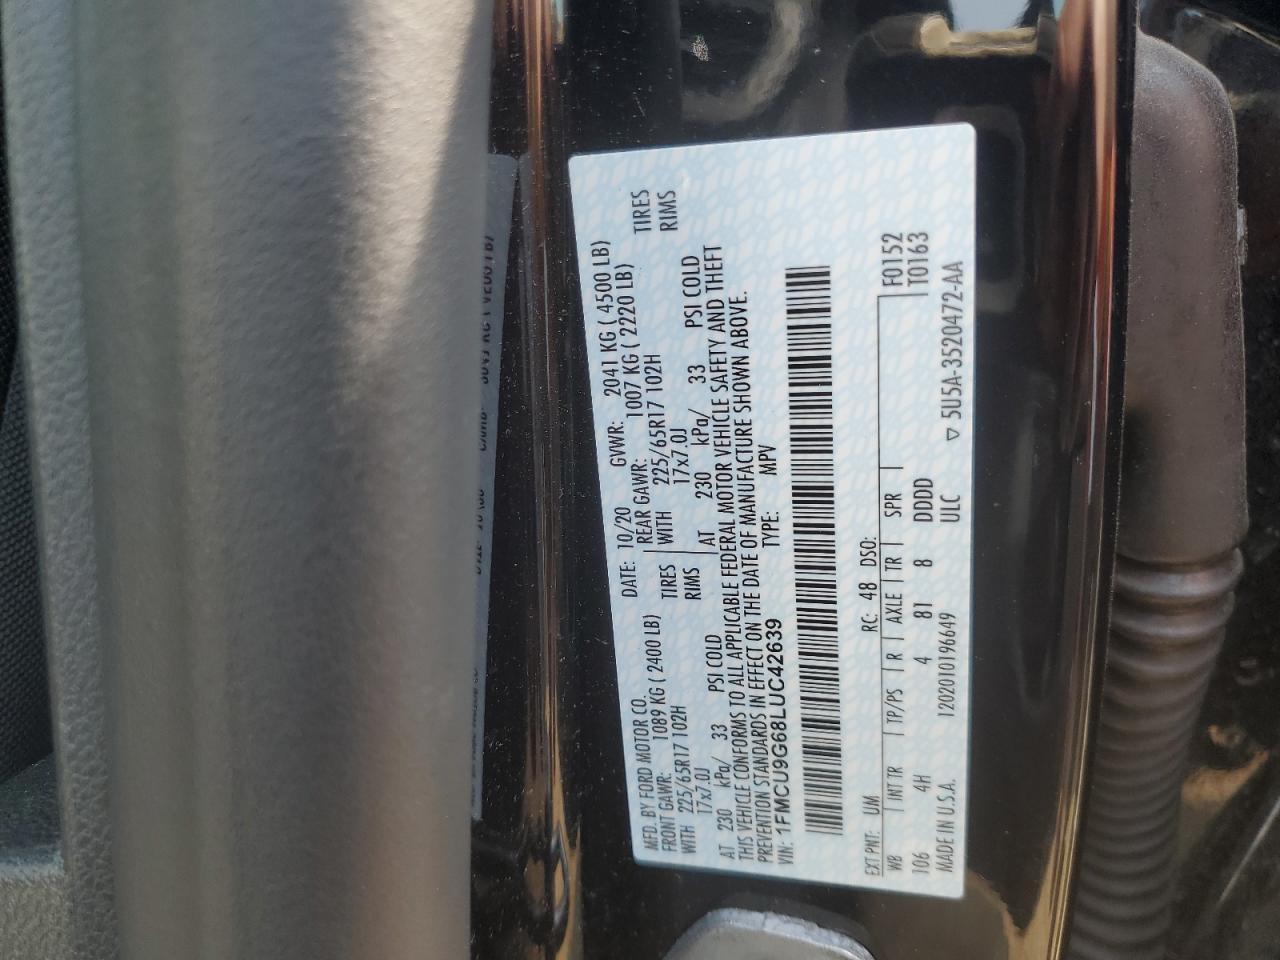 MFD. BY FORD MOTOR CO.
DATE: 10/20 GVWR: 2041 KG ( 4500 LB)
FRONT GAWR: 1089 KG ( 2400 LB) REAR GAWR: 1007 KG ( 2220 LB)
WITH 225/65R17 102H TIRES WITH 225/65R17 102H TIRES
17x7.0J RIMS 17x7.0J RIMS
AT 230 kPa/ 33 PSI COLD AT 230 kPa/ 33 PSI COLD
THIS VEHICLE CONFORMS TO ALL APPLICABLE FEDERAL MOTOR VEHICLE SAFETY AND THEFT
PREVENTION STANDARDS IN EFFECT ON THE DATE OF MANUFACTURE SHOWN ABOVE.
VIN: 1FMCU9G68LUC42639 TYPE: MPV
EXT PNT: UM RC: 48 DSO: F0152
WB INT TR TP/PS R AXLE TR SPR T0163
106 4H 4 81 8 DDDD
MADE IN U.S.A. 1202010196649 ULC ▽ 5U5A-3520472-AA